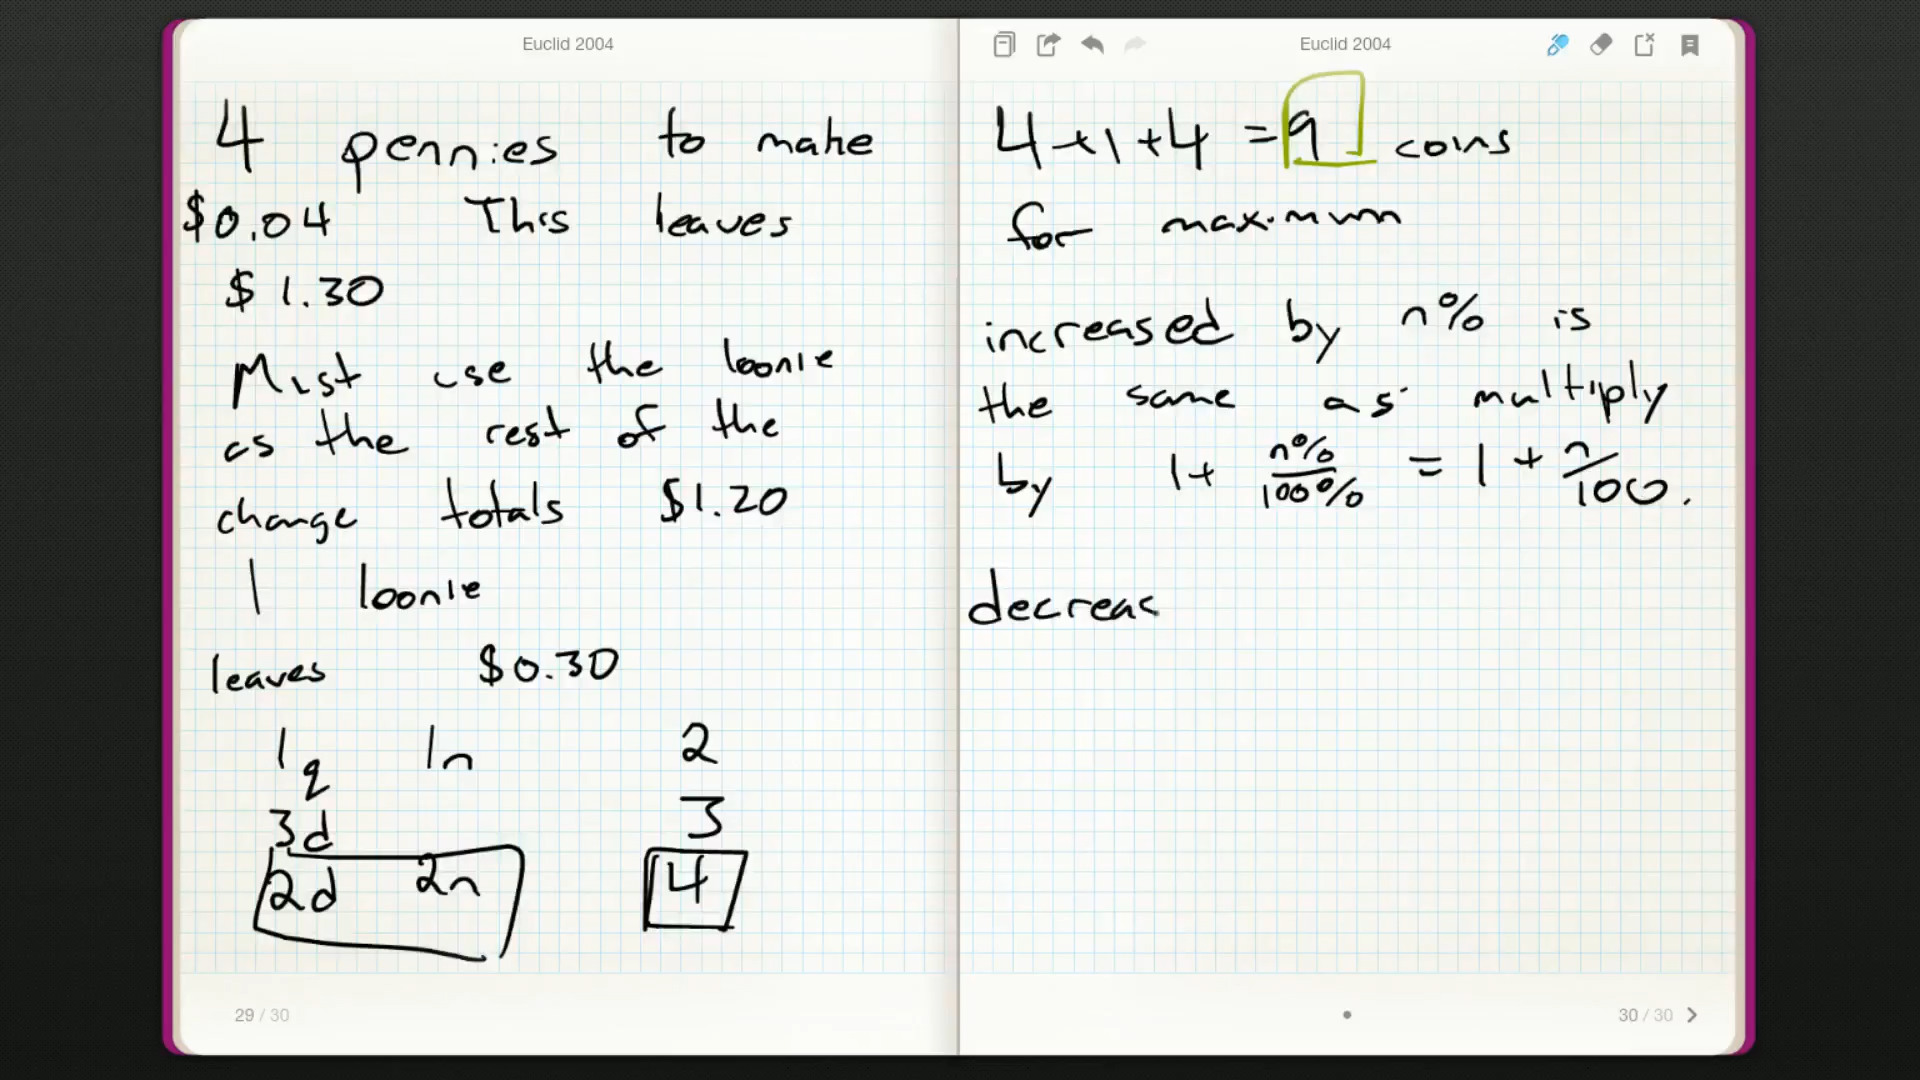 Euclid 2004
4 pennies to make
$0.04 This leaves
$1.30
Must use the loonie
as the rest of the
change totals $1.20
1 loonie
leaves $0.30
1q 1n 2
3d 3
2d 2n 4
29 / 30
Euclid 2004
4+1+4 = 9 coins
for maximum
increased by n% is
the same as multiply
by 1+ n%/100% = 1 + n/100.
decreas
30 / 30